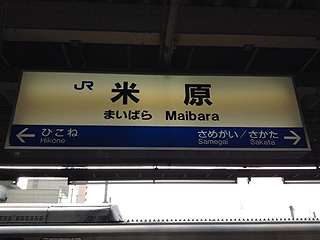 JR 米原
まいばら Maibara
← ひこね さめがい/さかた →
Hikone Samegai Sakata